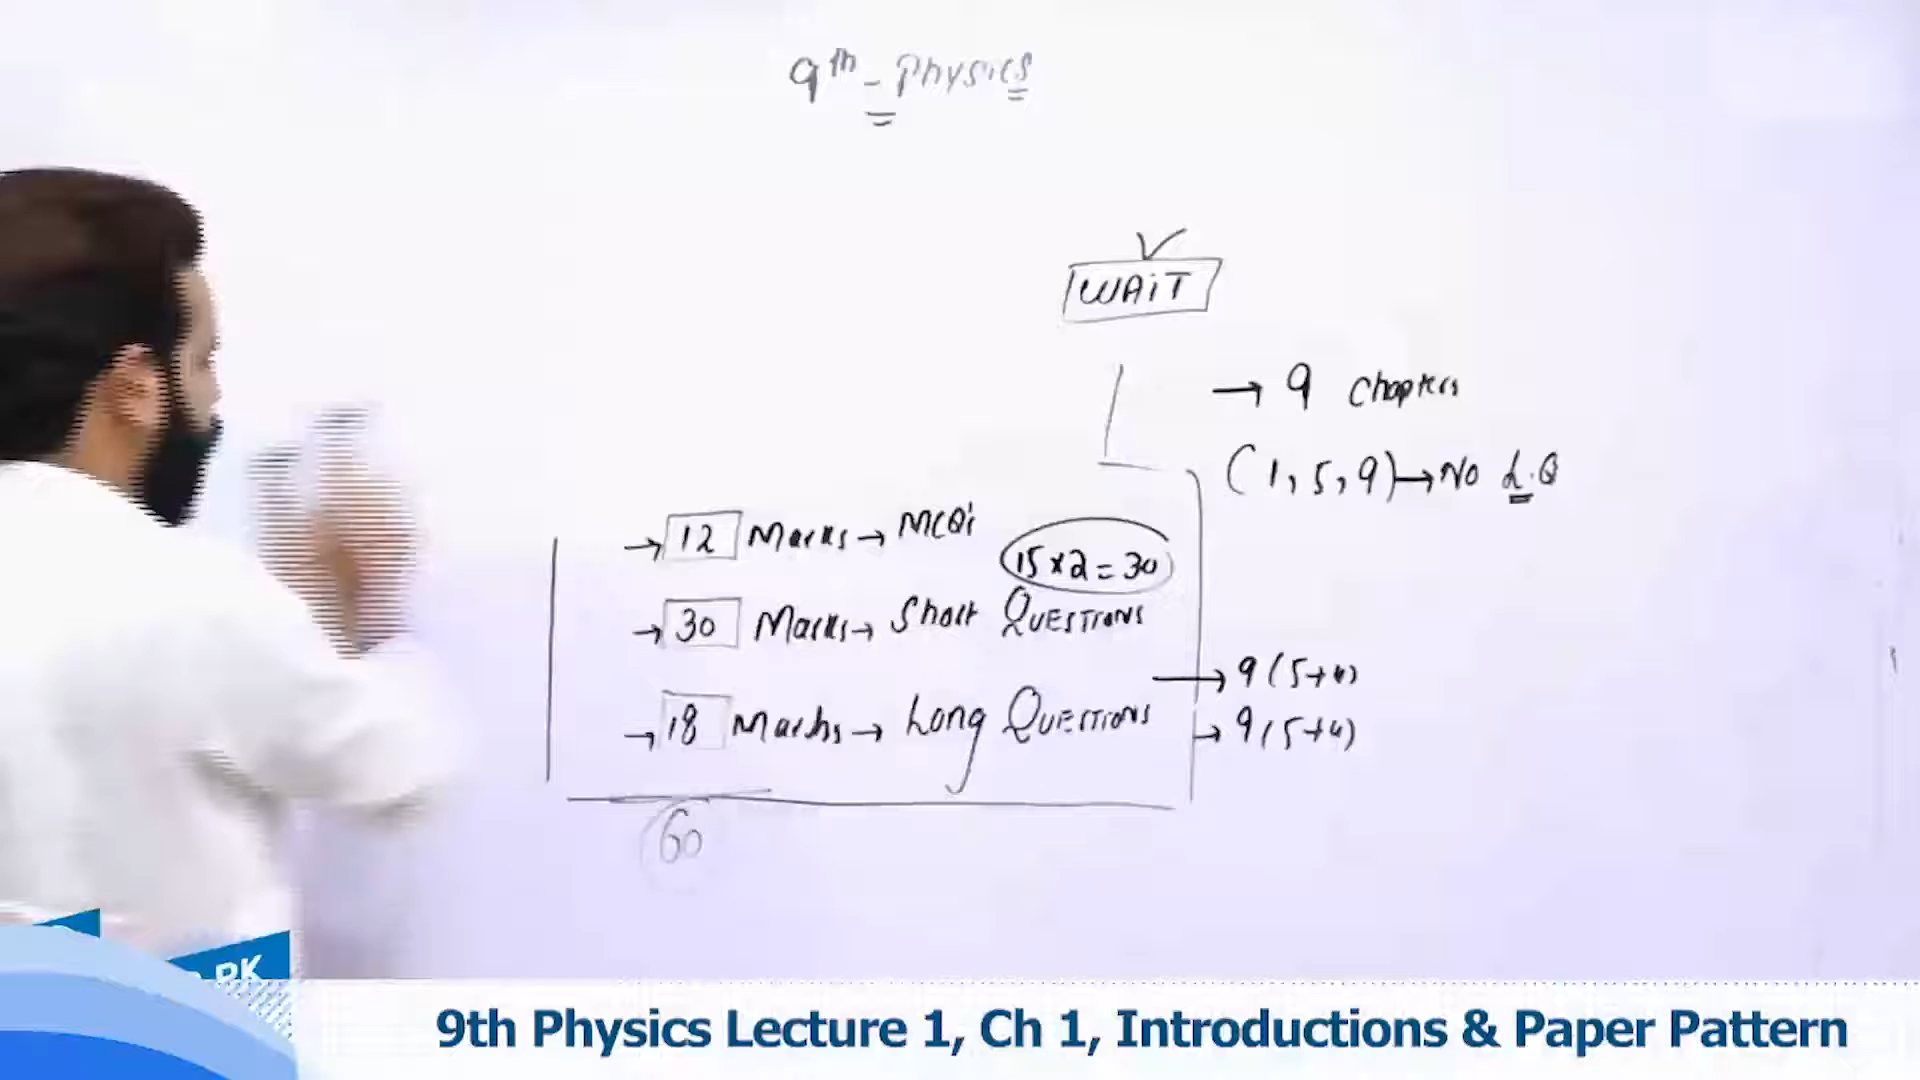 9th - Physics
WAiT
→ 9 Chapters
(1, 5, 9) → No L.Q
→ 12 Marks → MCQ's
15 × 2 = 30
→ 30 Marks → Short QUESTIONS
→ 18 Marks → Long QUESTIONS
→ 9 (5+4)
→ 9 (5+4)
60
.PK
9th Physics Lecture 1, Ch 1, Introductions & Paper Pattern